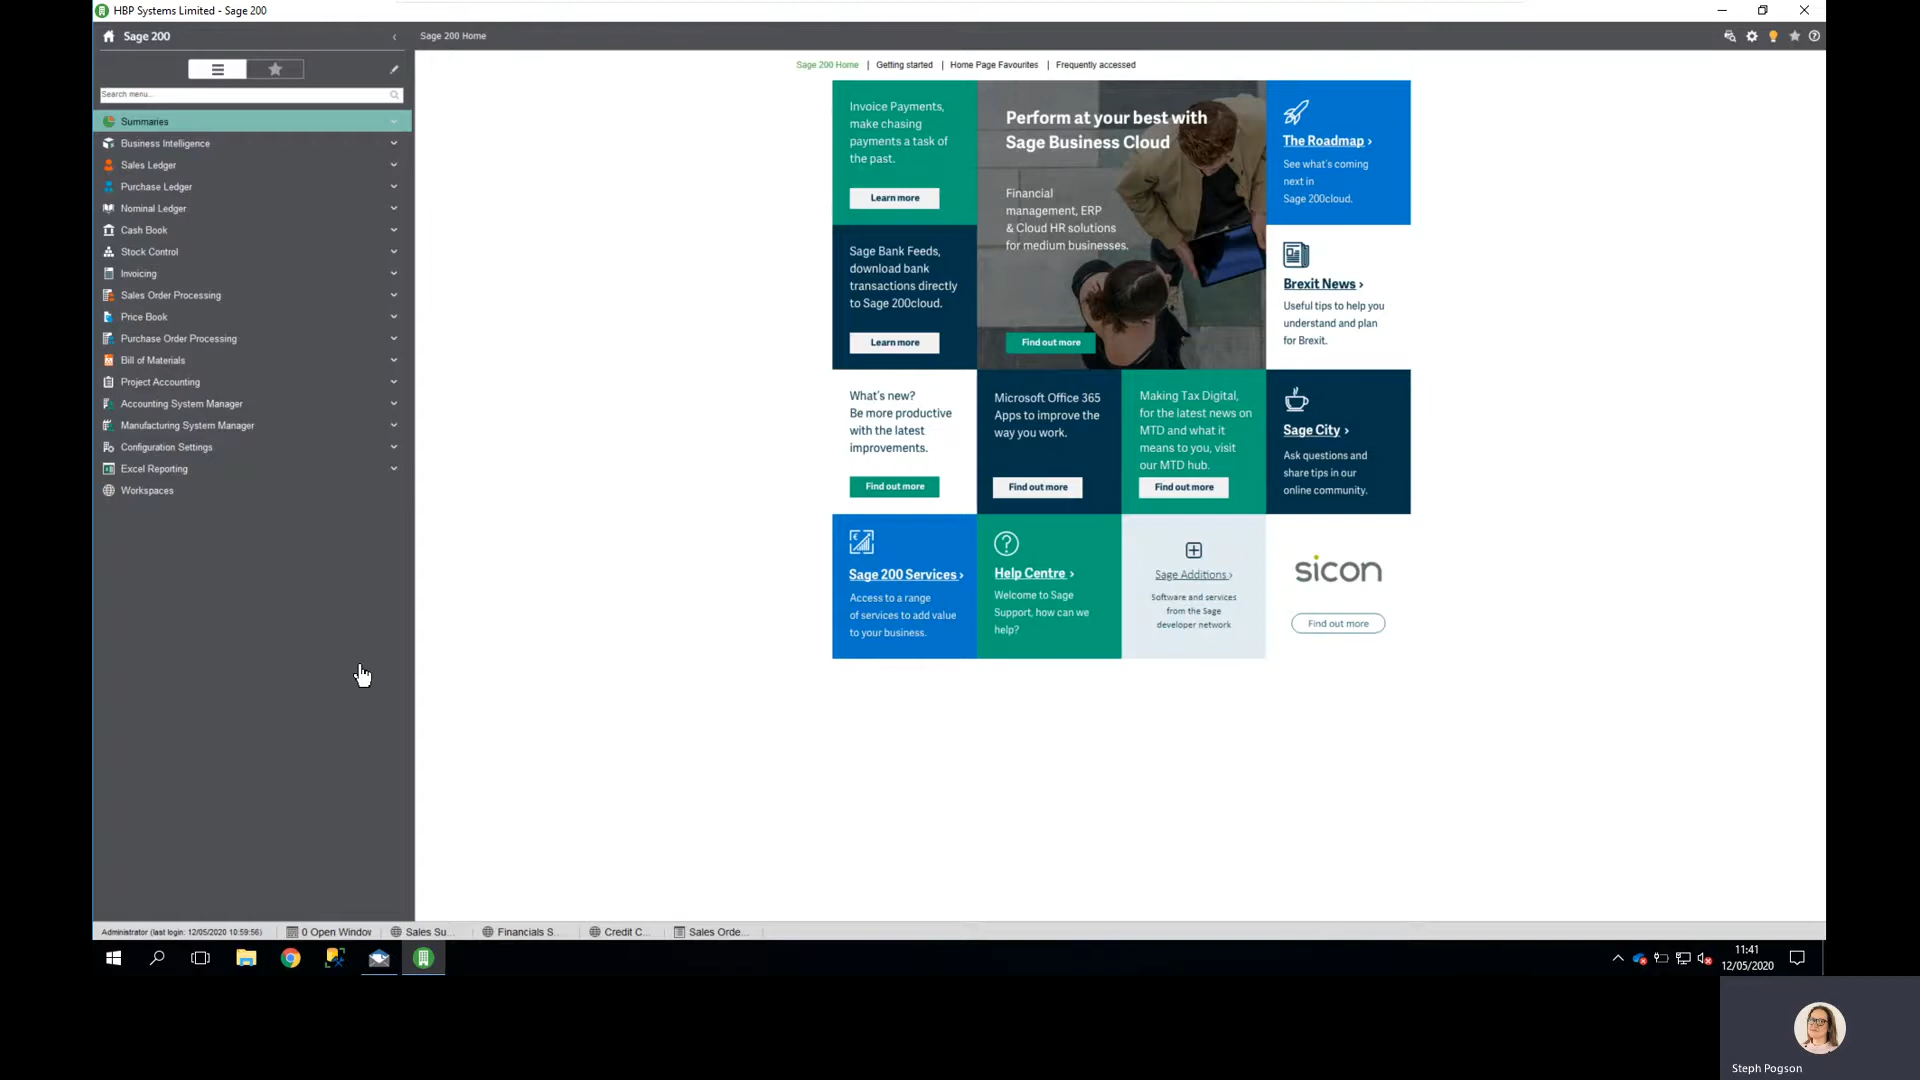 HBP Systems Limited - Sage 200
Sage 200
Sage 200 Home
Search menu...
Summaries
Business Intelligence
Sales Ledger
Purchase Ledger
Nominal Ledger
Cash Book
Stock Control
Invoicing
Sales Order Processing
Price Book
Purchase Order Processing
Bill of Materials
Project Accounting
Accounting System Manager
Manufacturing System Manager
Configuration Settings
Excel Reporting
Workspaces
Sage 200 Home | Getting started | Home Page Favourites | Frequently accessed
Invoice Payments,
make chasing
payments a task of
the past.
Learn more
Perform at your best with
Sage Business Cloud
Financial
management, ERP
& Cloud HR solutions
for medium businesses.
Find out more
The Roadmap ›
See what's coming
next in
Sage 200cloud.
Sage Bank Feeds,
download bank
transactions directly
to Sage 200cloud.
Learn more
Brexit News ›
Useful tips to help you
understand and plan
for Brexit.
What's new?
Be more productive
with the latest
improvements.
Find out more
Microsoft Office 365
Apps to improve the
way you work.
Find out more
Making Tax Digital,
for the latest news on
MTD and what it
means to you, visit
our MTD hub.
Find out more
Sage City ›
Ask questions and
share tips in our
online community.
Sage 200 Services ›
Access to a range
of services to add value
to your business.
Help Centre ›
Welcome to Sage
Support, how can we
help?
Sage Additions ›
Software and services
from the Sage
developer network
sicon
Find out more
Administrator (last login: 12/05/2020 10:59:56)
0 Open Window
Sales Su...
Financials S...
Credit C...
Sales Orde...
11:41
12/05/2020
Steph Pogson